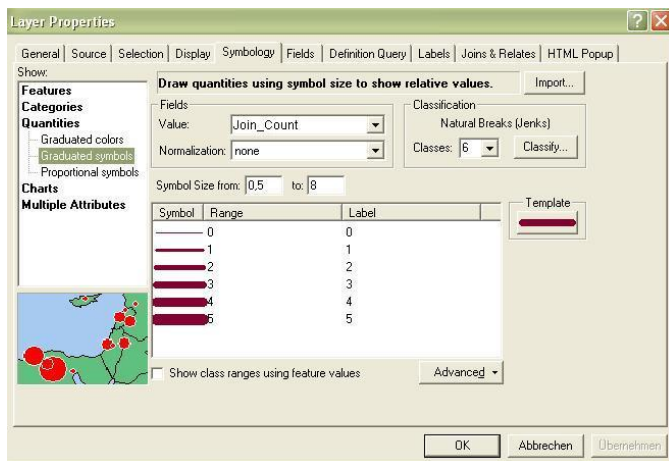 Layer Properties
General Source Selection Display Symbology Fields Definition Query Labels Joins & Relates HTML Popup
Show:
Features
Categories
Quantities
Graduated colors
Graduated symbols
Proportional symbols
Charts
Multiple Attributes
Draw quantities using symbol size to show relative values.
Import...
Fields
Value: Join_Count
Normalization: none
Classification
Natural Breaks (Jenks)
Classes: 6 Classify...
Symbol Size from: 0,5 to: 8
Symbol Range Label
0 0
1 1
2 2
3 3
4 4
5 5
Template
Show class ranges using feature values
Advanced
OK Abbrechen Übernehmen